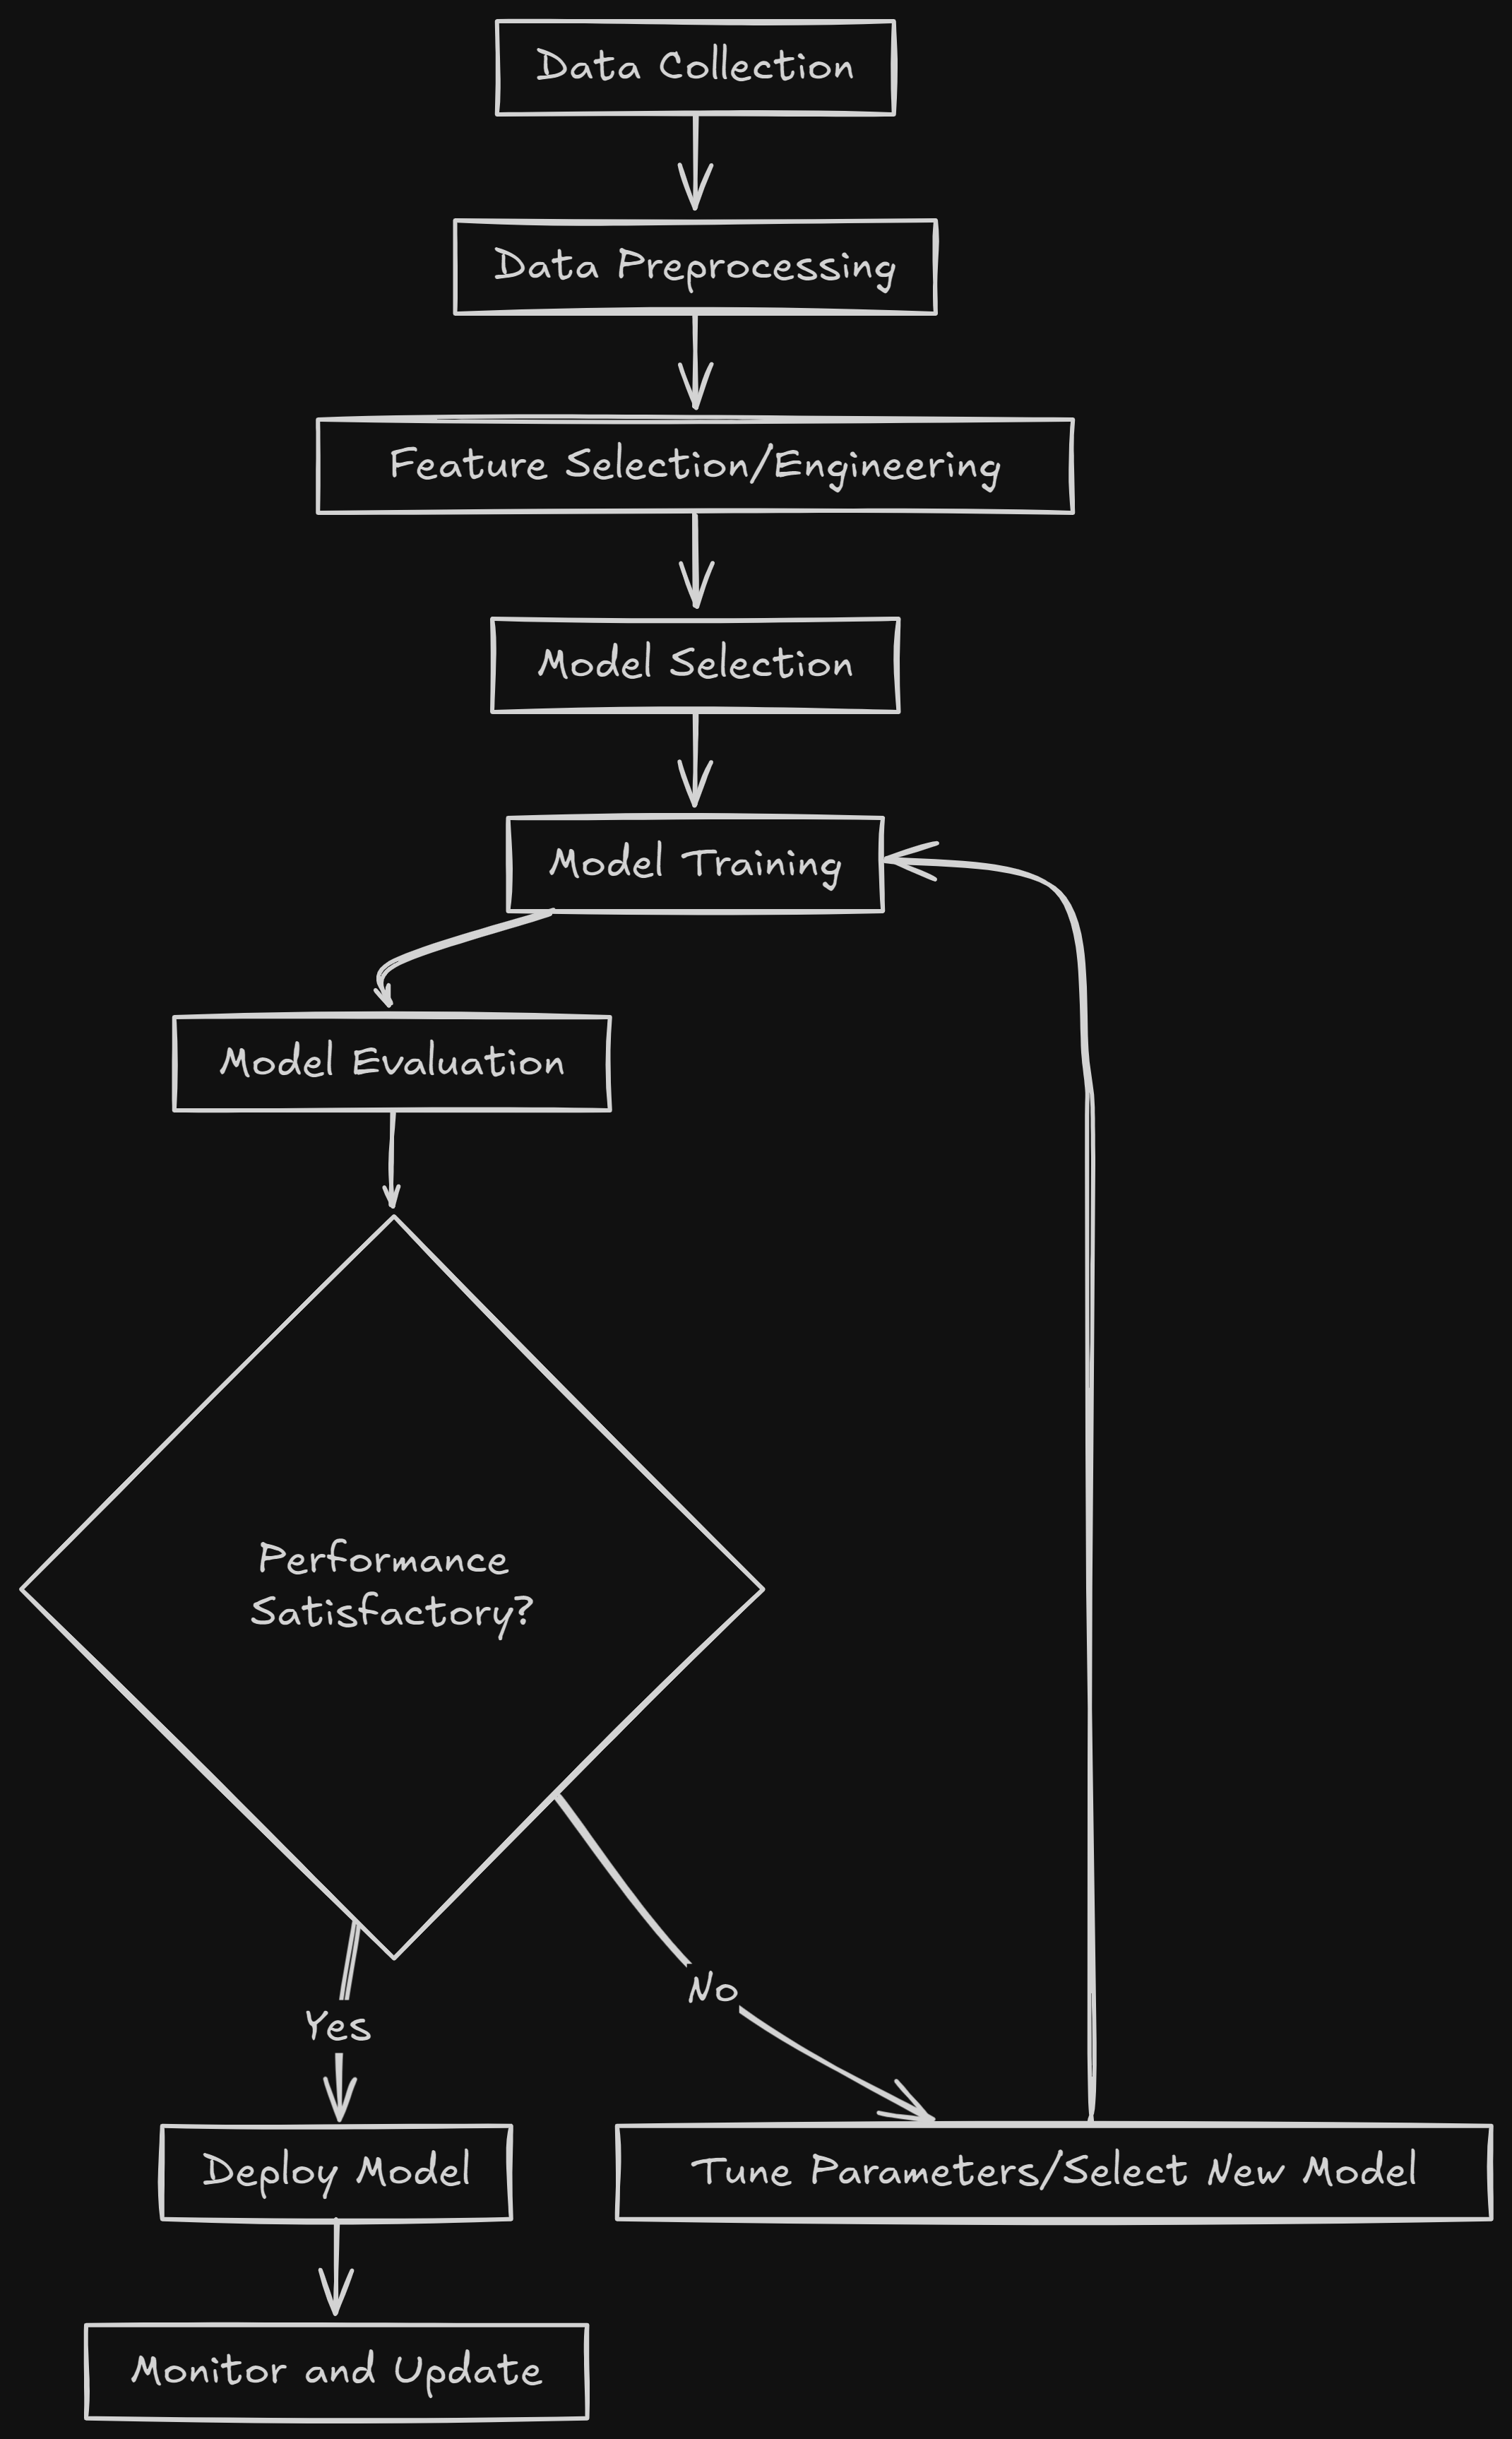 Data Collection
Data Preprocessing
Feature Selection/Engineering
Model Selection
Model Training
Model Evaluation
Performance
Satisfactory?
No
Yes
Deploy Model
Tune Parameters/Select New Model
Monitor and Update